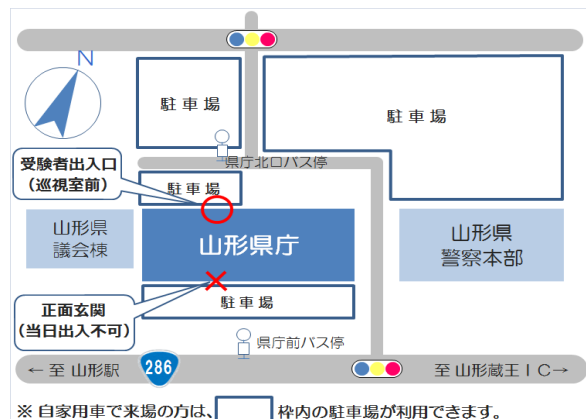 N
駐車場
駐車場
県庁北口バス停
受験者出入口
(巡視室前)
駐車場
山形県
議会棟
山形県庁
山形県
警察本部
正面玄関
(当日出入不可)
駐車場
県庁前バス停
← 至 山形駅
286
至 山形蔵王IC→
※ 自家用車で来場の方は、 枠内の駐車場が利用できます。